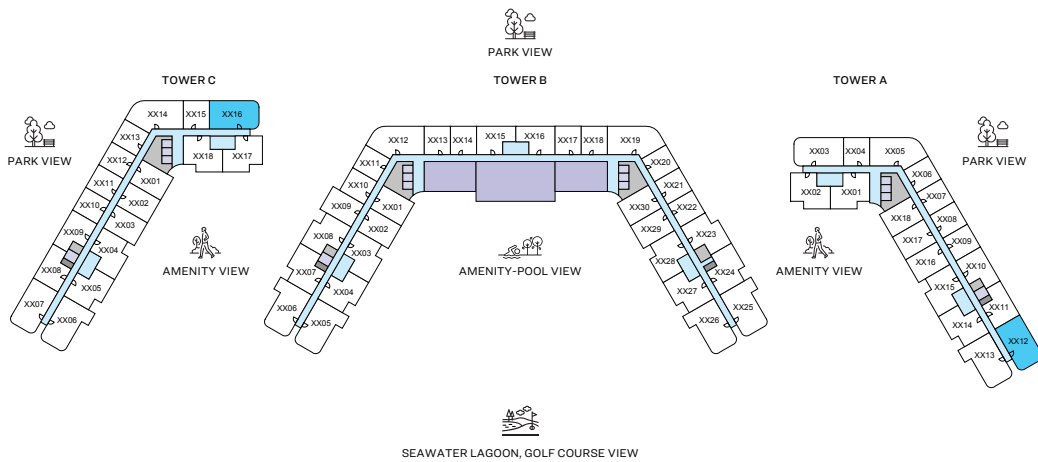 PARK VIEW
TOWER C
TOWER B
TOWER A
PARK VIEW
PARK VIEW
XX14
XX15
XX16
XX13
XX12
XX11
XX10
XX09
XX08
XX07
XX06
XX05
XX04
XX03
XX02
XX01
XX18
XX17
XX12
XX13
XX14
XX15
XX16
XX17
XX18
XX19
XX11
XX10
XX09
XX08
XX07
XX06
XX05
XX04
XX03
XX02
XX01
XX20
XX21
XX22
XX23
XX24
XX25
XX26
XX27
XX28
XX29
XX30
XX03
XX04
XX05
XX02
XX01
XX06
XX07
XX08
XX09
XX10
XX11
XX12
XX13
XX14
XX15
XX16
XX17
XX18
AMENITY VIEW
AMENITY-POOL VIEW
AMENITY VIEW
SEAWATER LAGOON, GOLF COURSE VIEW